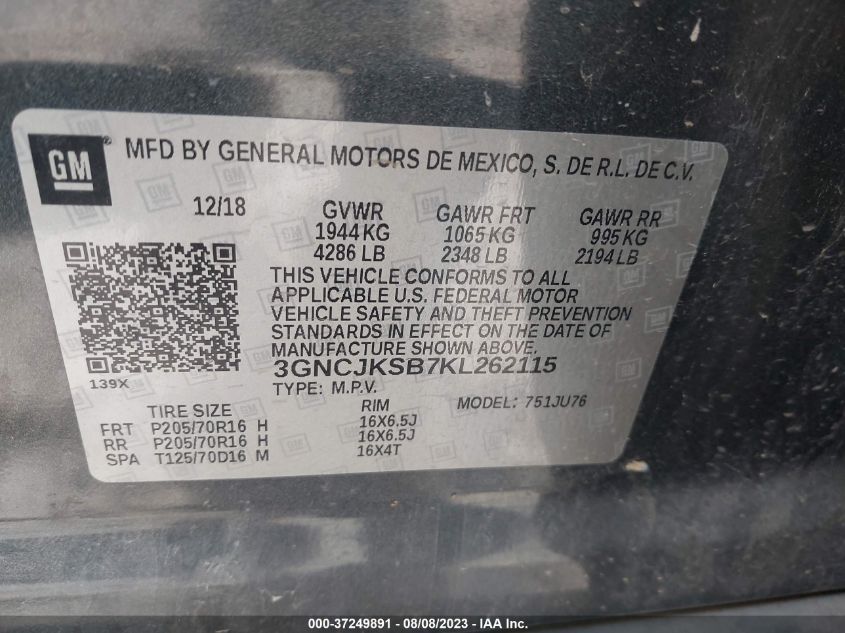 GM ® MFD BY GENERAL MOTORS DE MEXICO, S. DE R.L. DE C.V.
12/18 GVWR GAWR FRT GAWR RR
1944 KG 1065 KG 995 KG
4286 LB 2348 LB 2194 LB
THIS VEHICLE CONFORMS TO ALL
APPLICABLE U.S. FEDERAL MOTOR
VEHICLE SAFETY AND THEFT PREVENTION
STANDARDS IN EFFECT ON THE DATE OF
MANUFACTURE SHOWN ABOVE.
139X
3GNCJKSB7KL262115
TYPE: M.P.V. MODEL: 751JU76
TIRE SIZE RIM
FRT P205/70R16 H 16X6.5J
RR P205/70R16 H 16X6.5J
SPA T125/70D16 M 16X4T
000-37249891 - 08/08/2023 - IAA Inc.